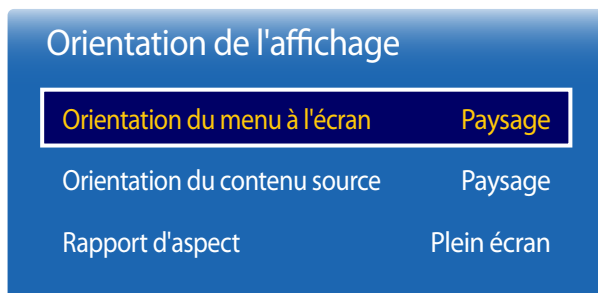 Orientation de l'affichage
Orientation du menu à l'écran Paysage
Orientation du contenu source Paysage
Rapport d'aspect Plein écran